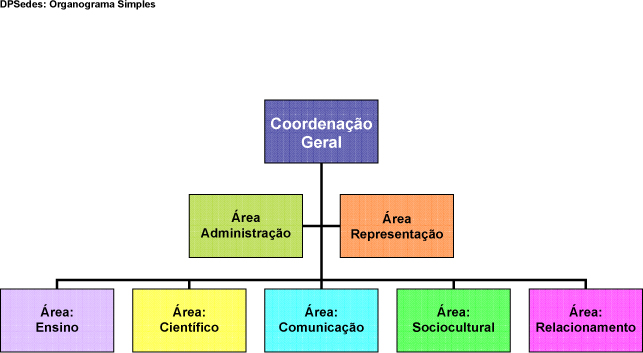 DPSedes: Organograma Simples
Coordenação
Geral
Área
Administração
Área
Representação
Área:
Ensino
Área:
Científico
Área:
Comunicação
Área:
Sociocultural
Área:
Relacionamento